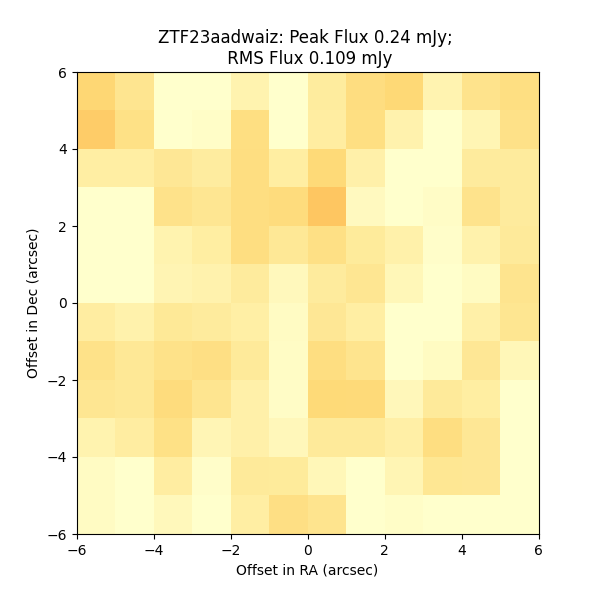 ZTF23aadwaiz: Peak Flux 0.24 mJy;
RMS Flux 0.109 mJy
6
4
2
0
−2
−4
−6
Offset in Dec (arcsec)
−6 −4 −2 0 2 4 6
Offset in RA (arcsec)